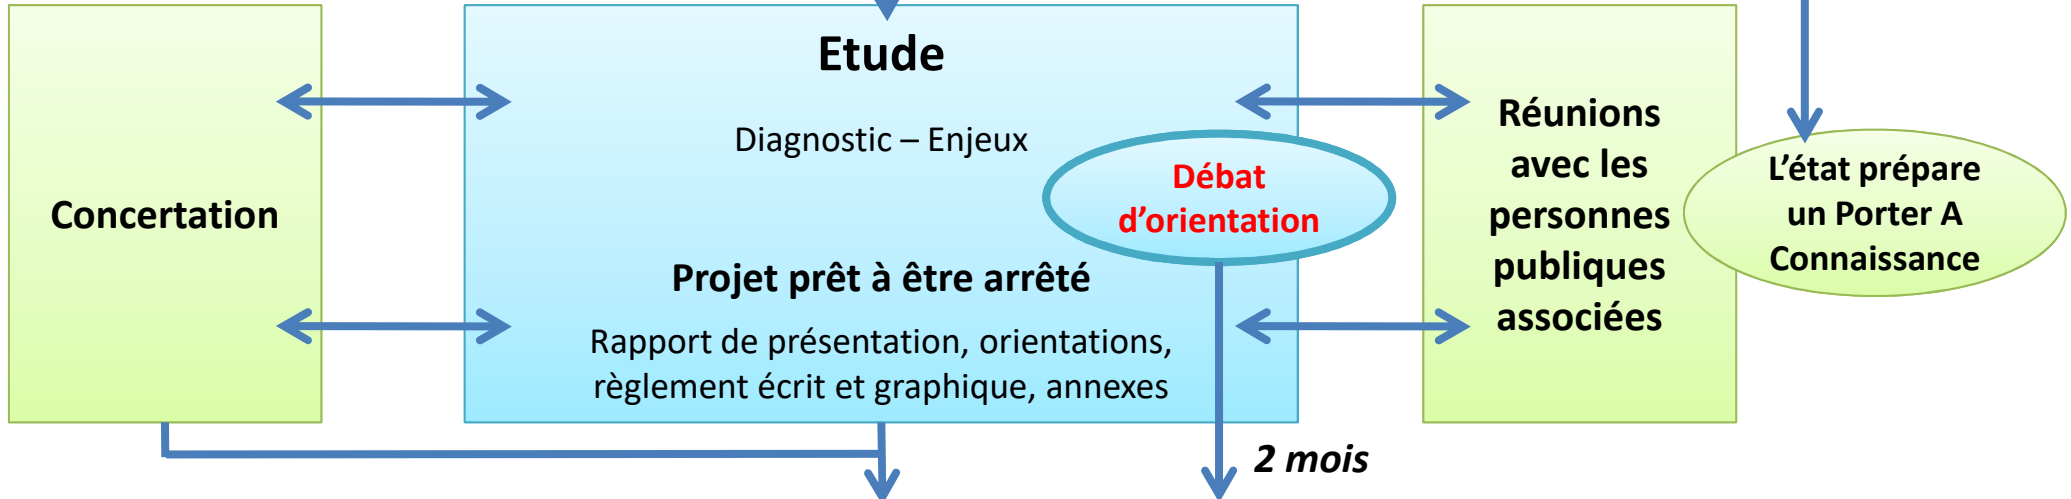 Concertation
Etude
Diagnostic – Enjeux
Débat
d’orientation
Projet prêt à être arrêté
Rapport de présentation, orientations,
règlement écrit et graphique, annexes
2 mois
Réunions
avec les
personnes
publiques
associées
L’état prépare
un Porter A
Connaissance